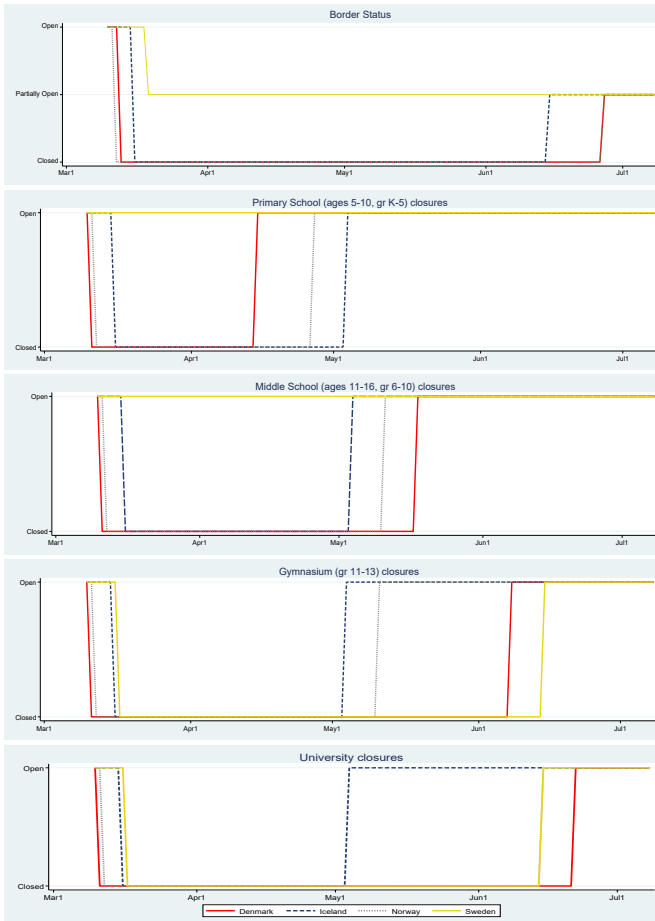 Border Status
Open
Partially Open
Closed
Mar1 Apr1 May1 Jun1 Jul1
Primary School (ages 5-10, gr K-5) closures
Open
Closed
Mar1 Apr1 May1 Jun1 Jul1
Middle School (ages 11-16, gr 6-10) closures
Open
Closed
Mar1 Apr1 May1 Jun1 Jul1
Gymnasium (gr 11-13) closures
Open
Closed
Mar1 Apr1 May1 Jun1 Jul1
University closures
Open
Closed
Mar1 Apr1 May1 Jun1 Jul1
Denmark Iceland Norway Sweden